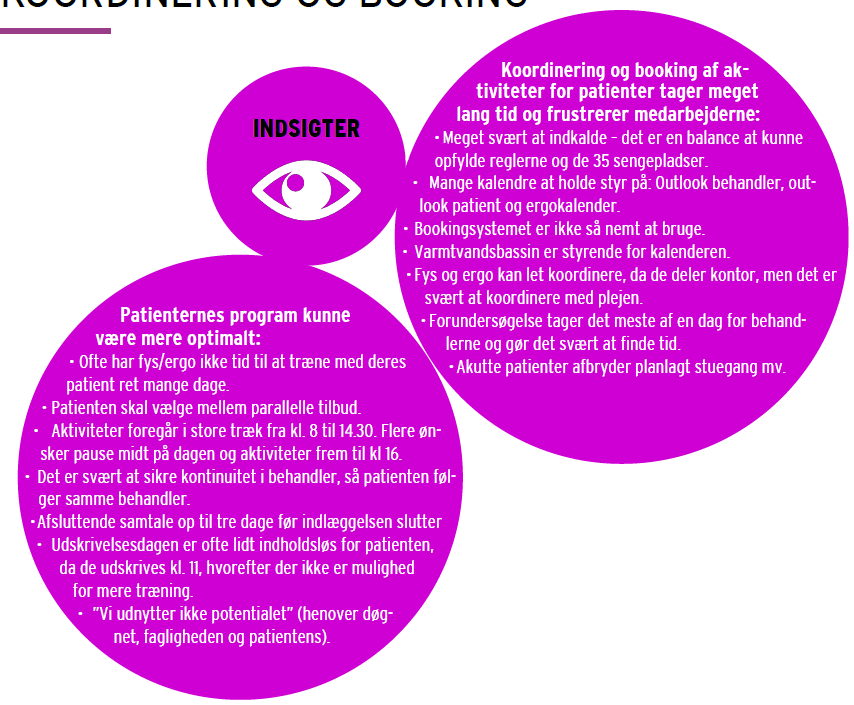 KOORDINERING OG BOOKING
INDSIGTER
Koordinering og booking af ak-
tiviteter for patienter tager meget
lang tid og frustrerer medarbejderne:
• Meget svært at indkalde – det er en balance at kunne
opfylde reglerne og de 35 sengepladser.
• Mange kalendre at holde styr på: Outlook behandler, out-
look patient og ergokalender.
• Bookingsystemet er ikke så nemt at bruge.
• Varmtvandsbassin er styrende for kalenderen.
• Fys og ergo kan let koordinere, da de deler kontor, men det er
svært at koordinere med plejen.
• Forundersøgelse tager det meste af en dag for behand-
lerne og gør det svært at finde tid.
• Akutte patienter afbryder planlagt stuegang mv.
Patienternes program kunne
være mere optimalt:
• Ofte har fys/ergo ikke tid til at træne med deres
patient ret mange dage.
• Patienten skal vælge mellem parallelle tilbud.
• Aktiviteter foregår i store træk fra kl. 8 til 14.30. Flere øn-
sker pause midt på dagen og aktiviteter frem til kl 16.
• Det er svært at sikre kontinuitet i behandler, så patienten føl-
ger samme behandler.
• Afsluttende samtale op til tre dage før indlæggelsen slutter
• Udskrivelsesdagen er ofte lidt indholdsløs for patienten,
da de udskrives kl. 11, hvorefter der ikke er mulighed
for mere træning.
• ”Vi udnytter ikke potentialet” (henover døg-
net, fagligheden og patientens).